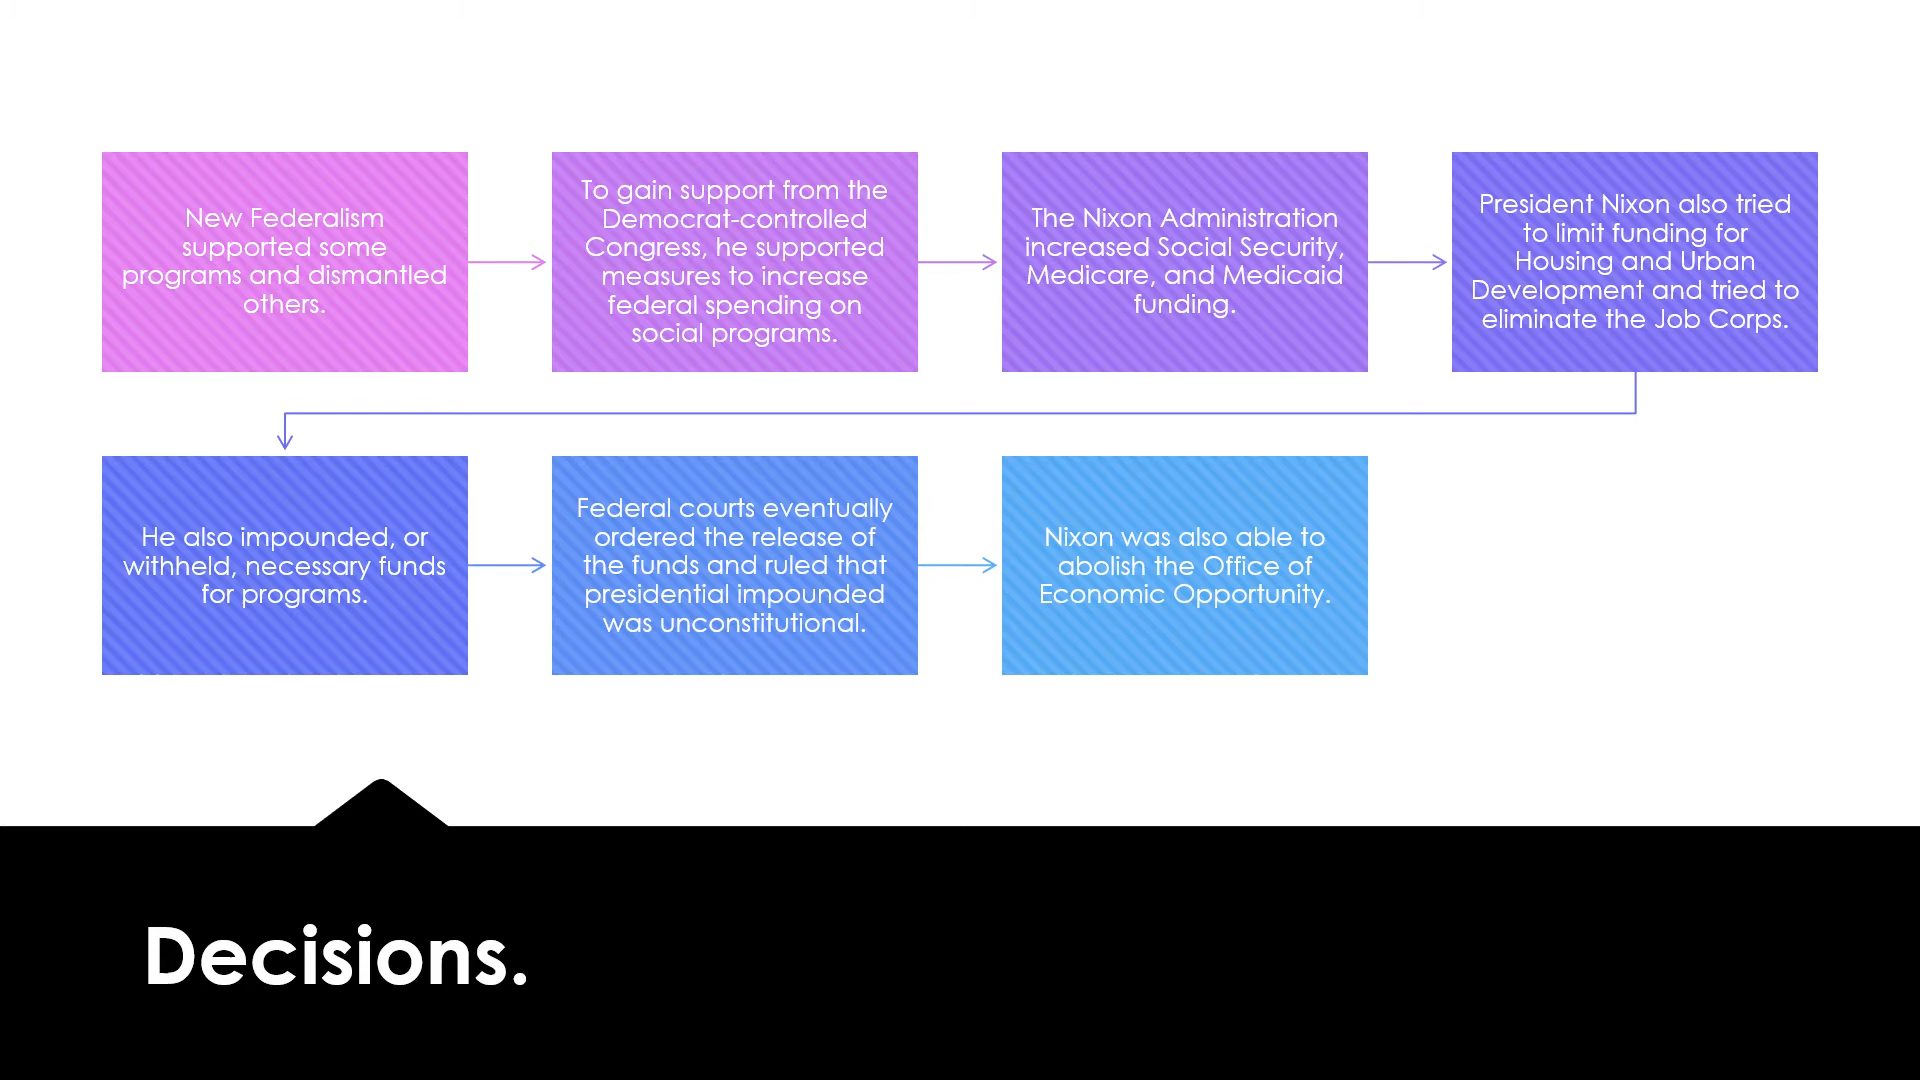 New Federalism
supported some
programs and dismantled
others.
To gain support from the
Democrat-controlled
Congress, he supported
measures to increase
federal spending on
social programs.
The Nixon Administration
increased Social Security,
Medicare, and Medicaid
funding.
President Nixon also tried
to limit funding for
Housing and Urban
Development and tried to
eliminate the Job Corps.
He also impounded, or
withheld, necessary funds
for programs.
Federal courts eventually
ordered the release of
the funds and ruled that
presidential impounded
was unconstitutional.
Nixon was also able to
abolish the Office of
Economic Opportunity.
Decisions.